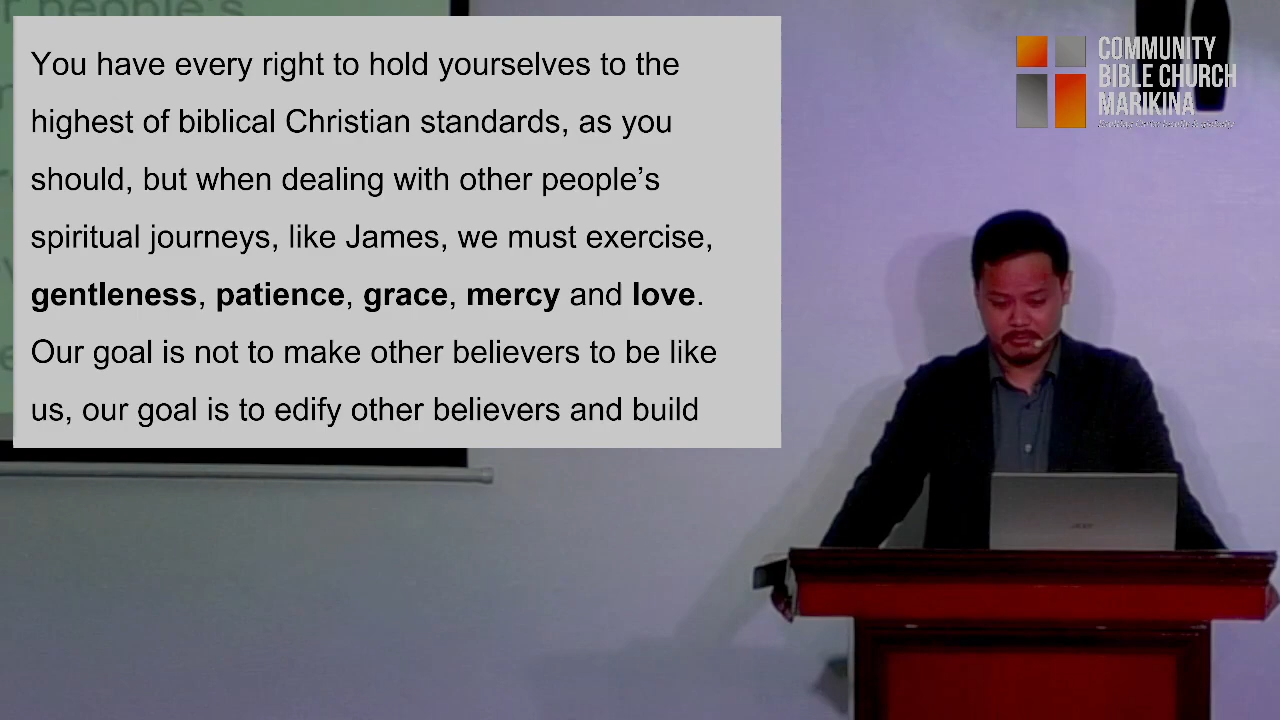 You have every right to hold yourselves to the
highest of biblical Christian standards, as you
should, but when dealing with other people’s
spiritual journeys, like James, we must exercise,
gentleness, patience, grace, mercy and love.
Our goal is not to make other believers to be like
us, our goal is to edify other believers and build
COMMUNITY
BIBLE CHURCH
MARIKINA
people's
acer